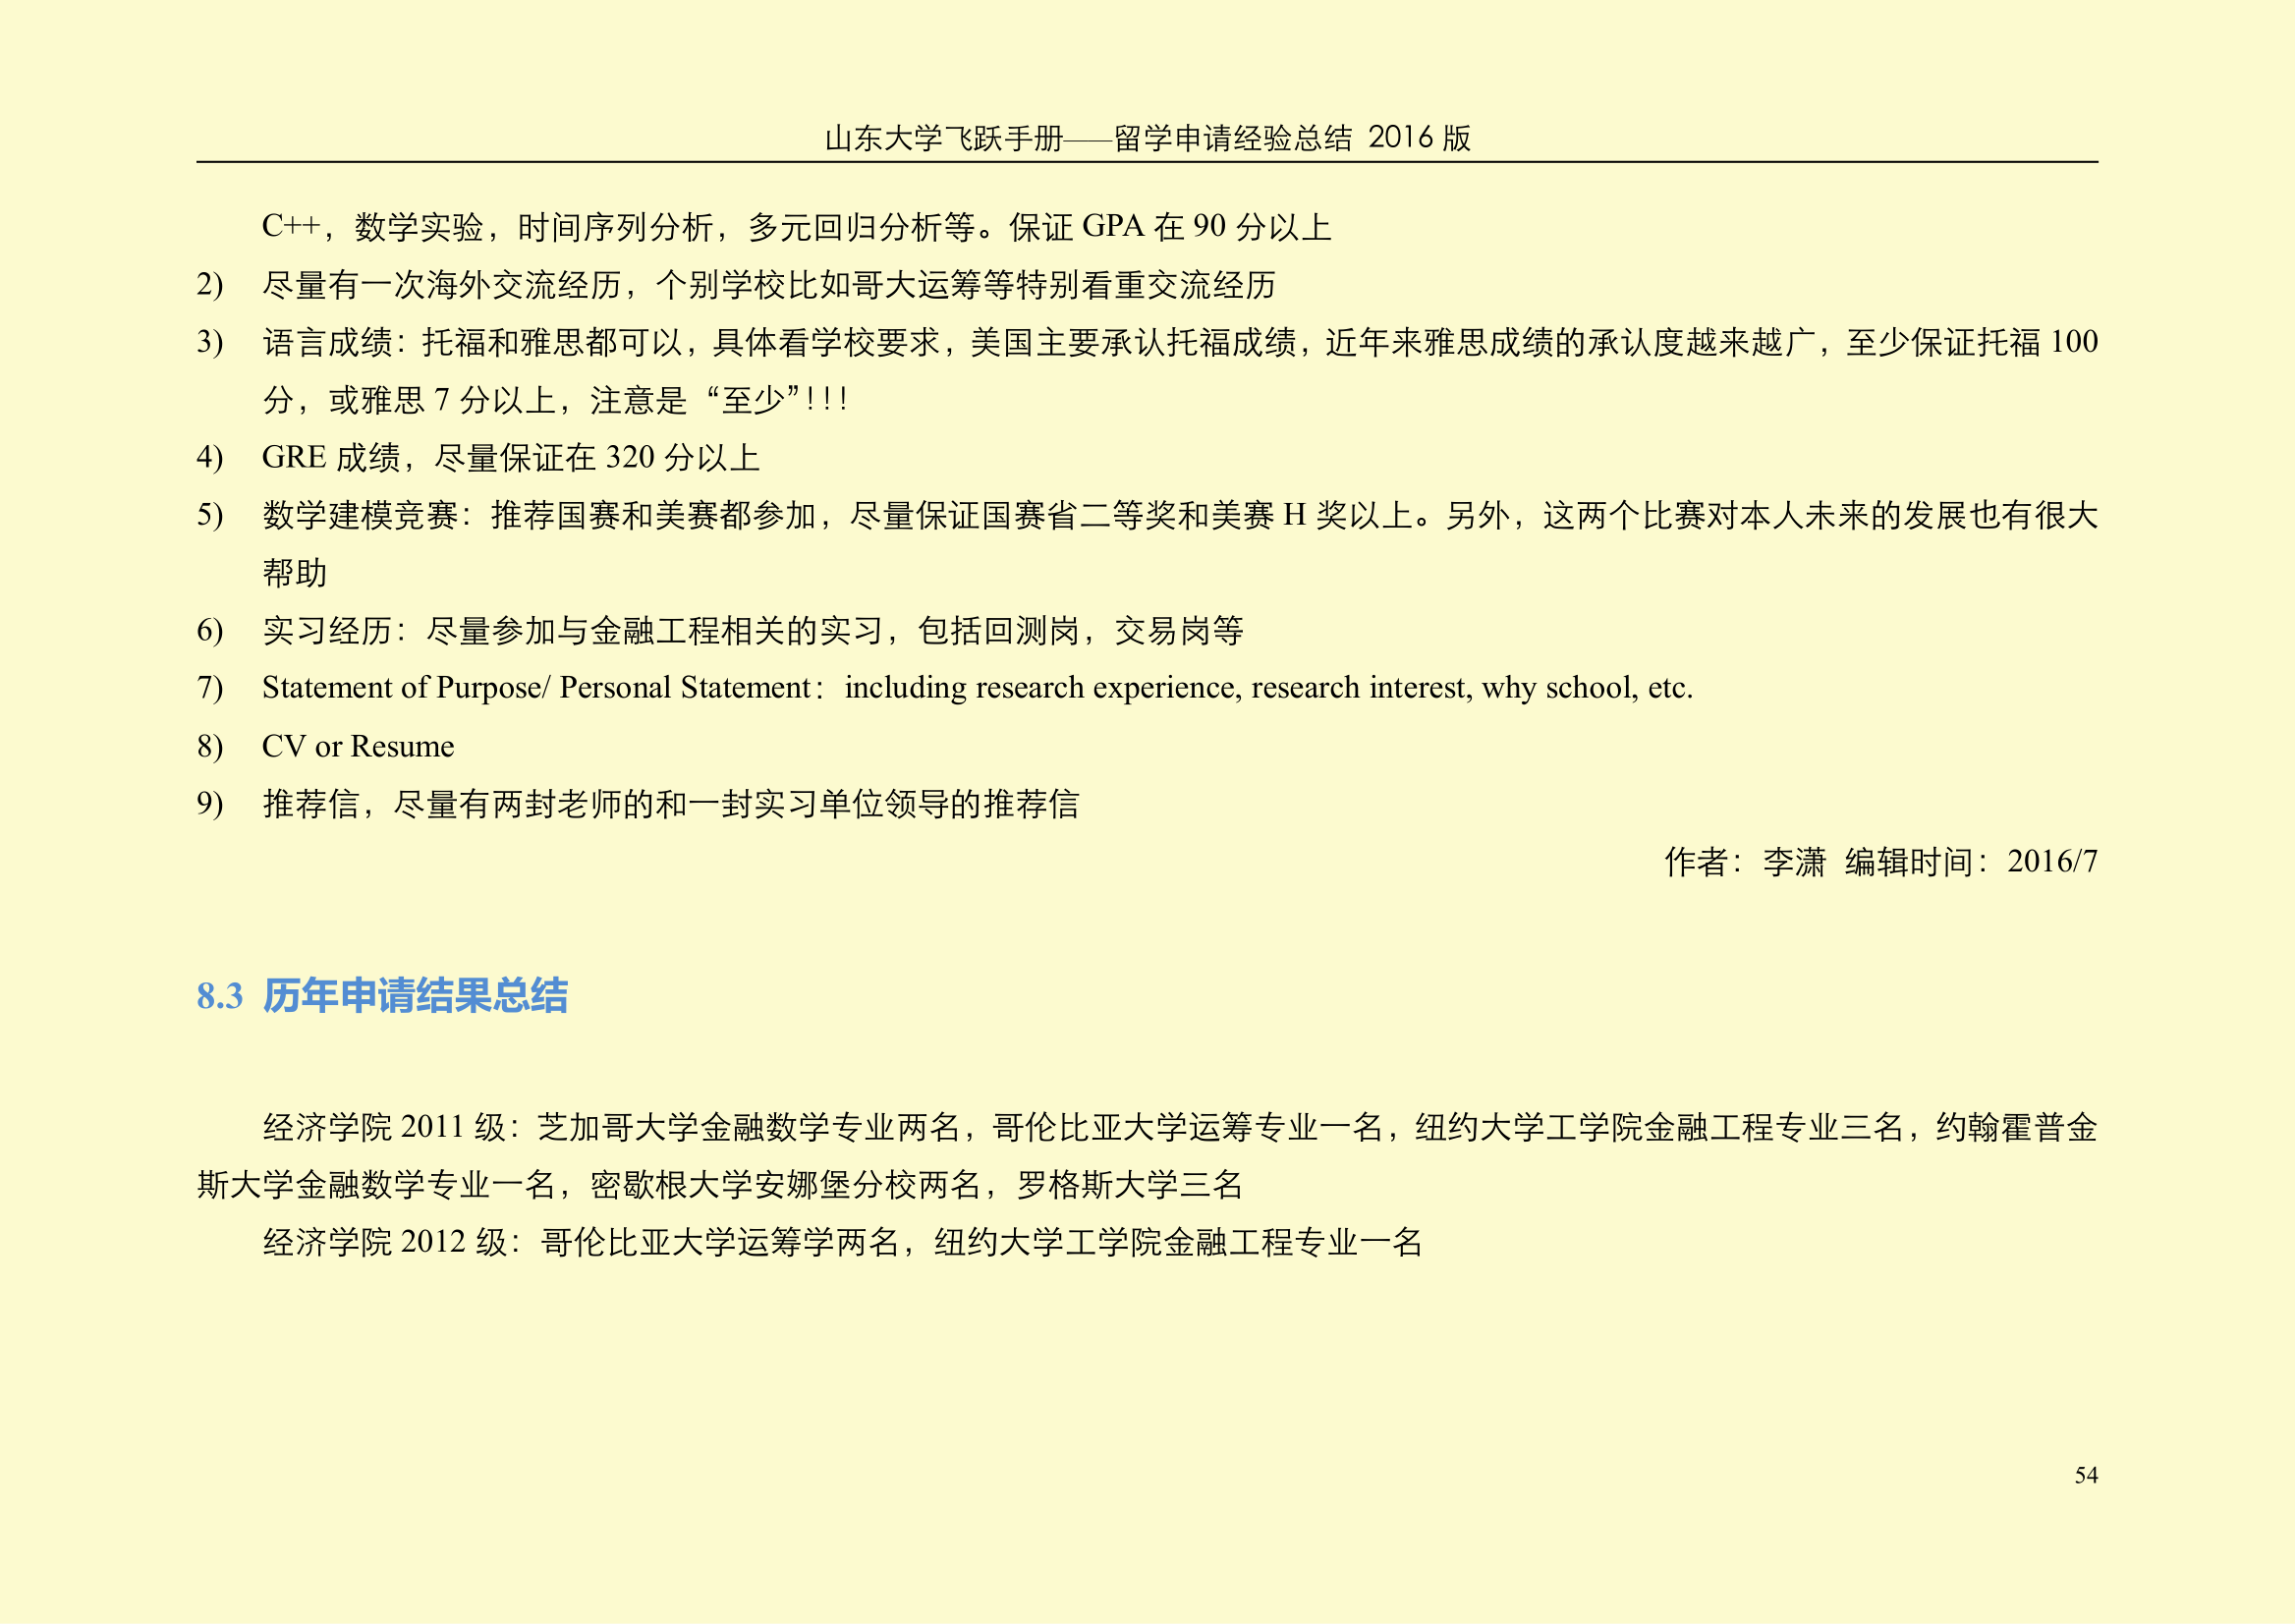 山东大学飞跃手册——留学申请经验总结 2016 版
C++，数学实验，时间序列分析，多元回归分析等。保证 GPA 在 90 分以上
2) 尽量有一次海外交流经历，个别学校比如哥大运筹等特别看重交流经历
3) 语言成绩：托福和雅思都可以，具体看学校要求，美国主要承认托福成绩，近年来雅思成绩的承认度越来越广，至少保证托福 100
分，或雅思 7 分以上，注意是“至少”！！！
4) GRE 成绩，尽量保证在 320 分以上
5) 数学建模竞赛：推荐国赛和美赛都参加，尽量保证国赛省二等奖和美赛 H 奖以上。另外，这两个比赛对本人未来的发展也有很大
帮助
6) 实习经历：尽量参加与金融工程相关的实习，包括回测岗，交易岗等
7) Statement of Purpose/ Personal Statement：including research experience, research interest, why school, etc.
8) CV or Resume
9) 推荐信，尽量有两封老师的和一封实习单位领导的推荐信
作者：李潇 编辑时间：2016/7
8.3 历年申请结果总结
经济学院 2011 级：芝加哥大学金融数学专业两名，哥伦比亚大学运筹专业一名，纽约大学工学院金融工程专业三名，约翰霍普金
斯大学金融数学专业一名，密歇根大学安娜堡分校两名，罗格斯大学三名
经济学院 2012 级：哥伦比亚大学运筹学两名，纽约大学工学院金融工程专业一名
54